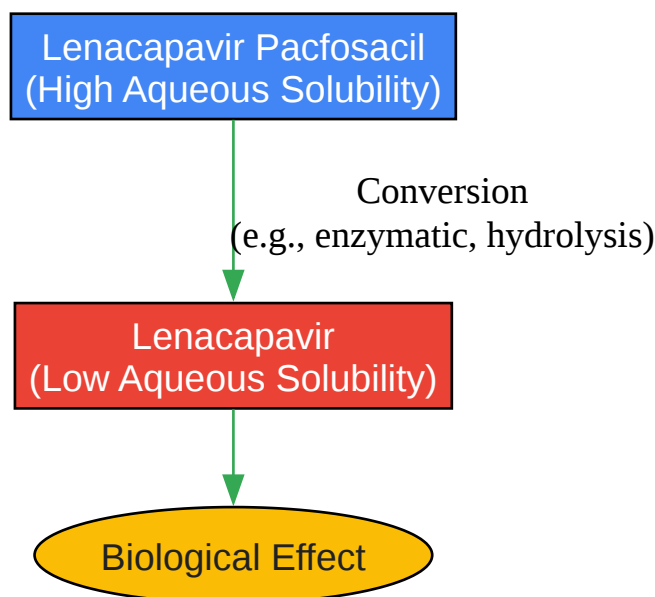 Lenacapavir Pacfosacil
(High Aqueous Solubility)
Conversion
(e.g., enzymatic, hydrolysis)
Lenacapavir
(Low Aqueous Solubility)
Biological Effect